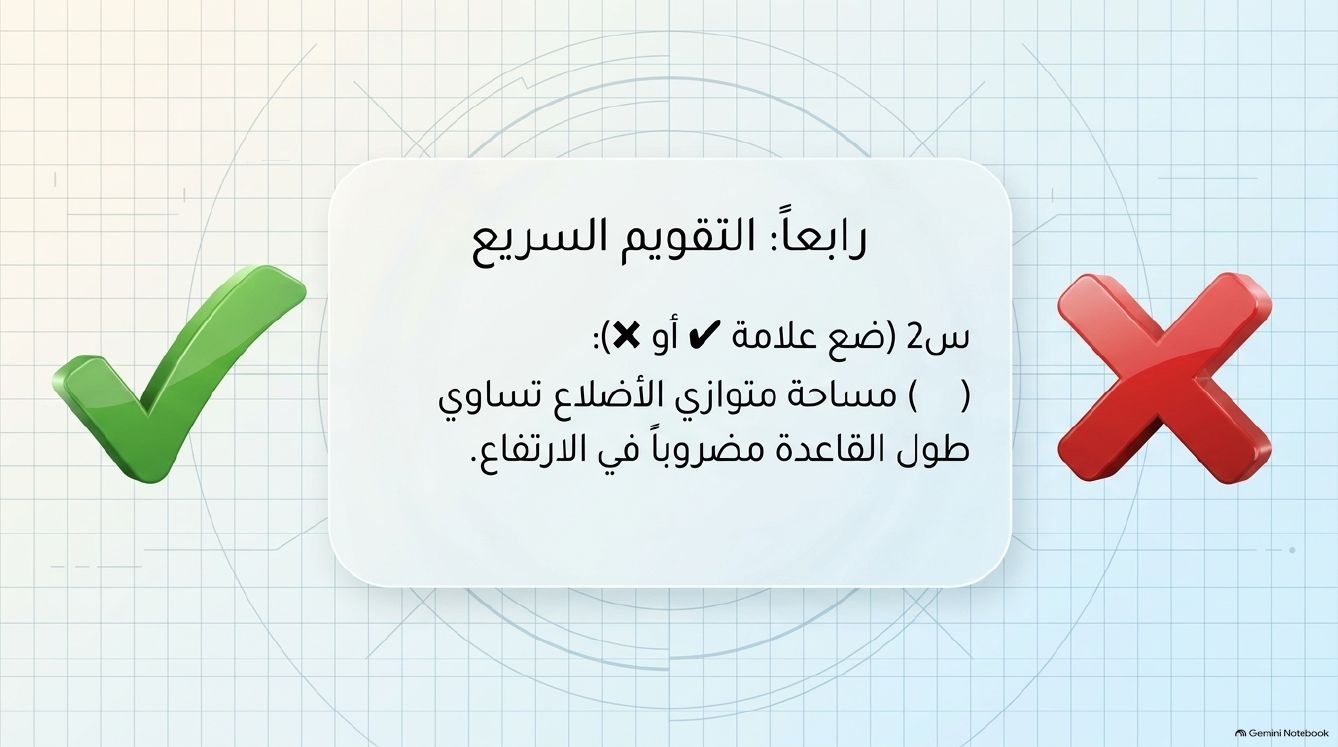 رابعاً: التقويم السريع
س2 (ضع علامة ✔ أو ✖):
(    ) مساحة متوازي الأضلاع تساوي
طول القاعدة مضروباً في الارتفاع.
Gemini Notebook